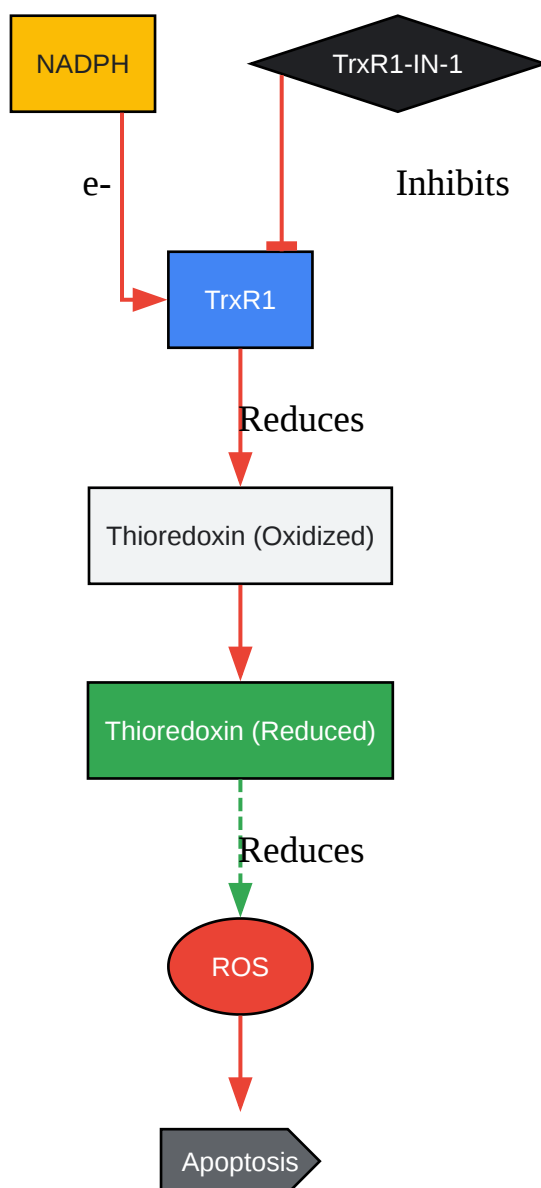 NADPH
TrxR1-IN-1
e-
Inhibits
TrxR1
Reduces
Thioredoxin (Oxidized)
Thioredoxin (Reduced)
Reduces
ROS
Apoptosis